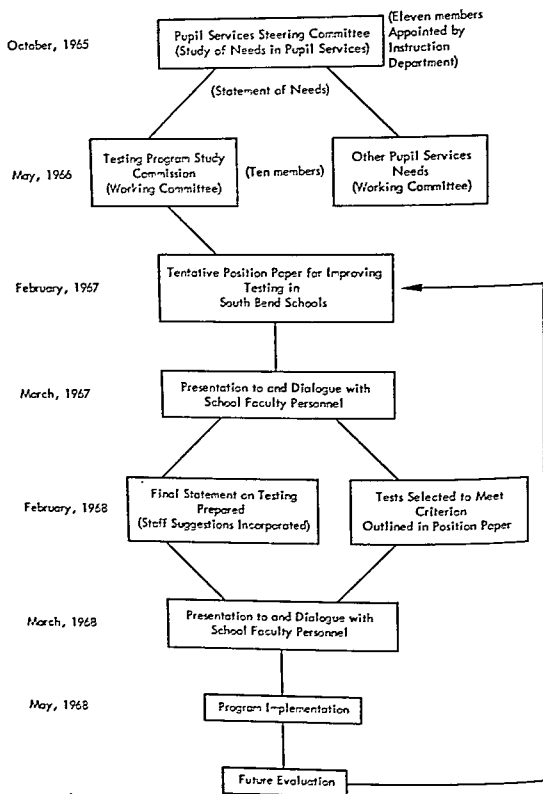 October, 1965
Pupil Services Steering Committee
(Study of Needs in Pupil Services)
(Eleven members
Appointed by
Instruction
Department)
(Statement of Needs)
May, 1966
Testing Program Study
Commission
(Working Committee)
(Ten members)
Other Pupil Services
Needs
(Working Committee)
February, 1967
Tentative Position Paper for Improving
Testing in
South Bend Schools
March, 1967
Presentation to and Dialogue with
School Faculty Personnel
February, 1968
Final Statement on Testing
Prepared
(Staff Suggestions Incorporated)
Tests Selected to Meet
Criterion
Outlined in Position Paper
March, 1968
Presentation to and Dialogue with
School Faculty Personnel
May, 1968
Program Implementation
Future Evaluation